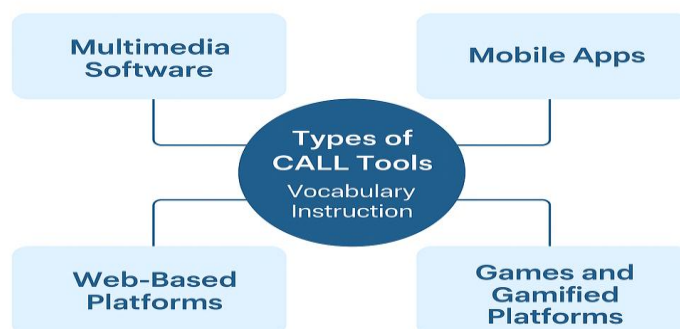 Multimedia
Software
Mobile Apps
Types of
CALL Tools
Vocabulary
Instruction
Web-Based
Platforms
Games and
Gamified
Platforms